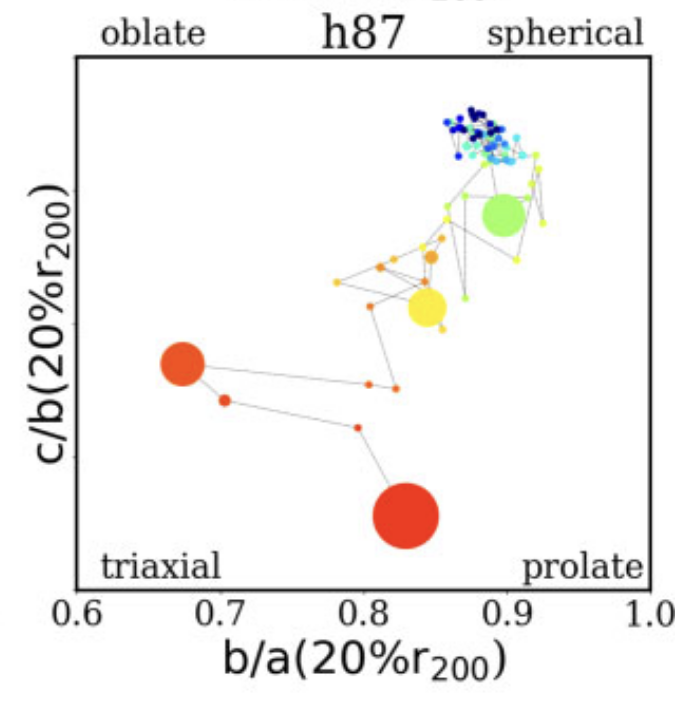 oblate h87 spherical
c/b(20%r200)
triaxial prolate
0.6 0.7 0.8 0.9 1.0
b/a(20%r200)